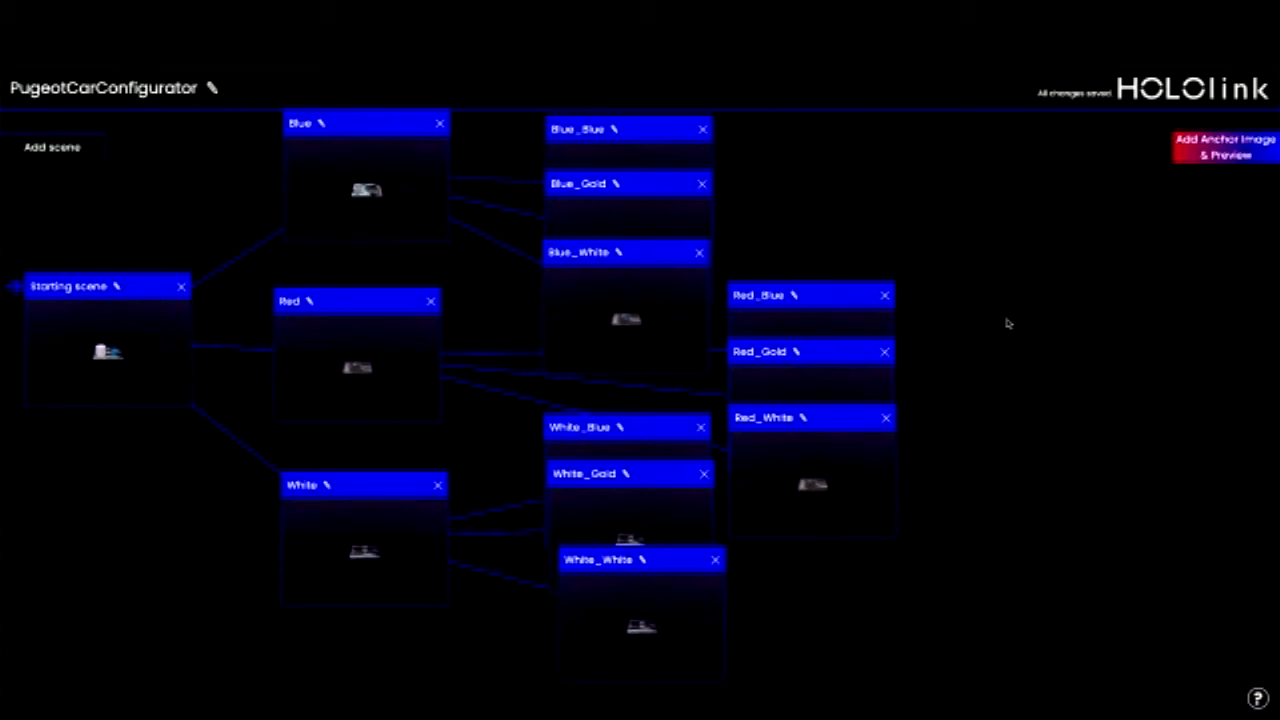 PugeotCarConfigurator
All changes saved
HOLOlink
Add scene
Add Anchor Image
& Preview
Blue
Blue_Blue
Blue_Gold
Blue_White
Starting scene
Red
Red_Blue
Red_Gold
Red_White
White_Blue
White_Gold
White
White_White
?